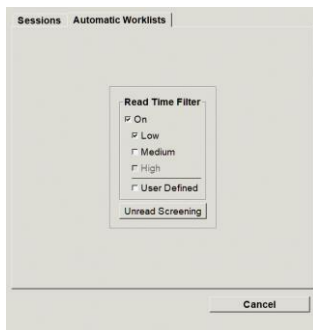 Sessions Automatic Worklists
Read Time Filter
On
Low
Medium
High
User Defined
Unread Screening
Cancel